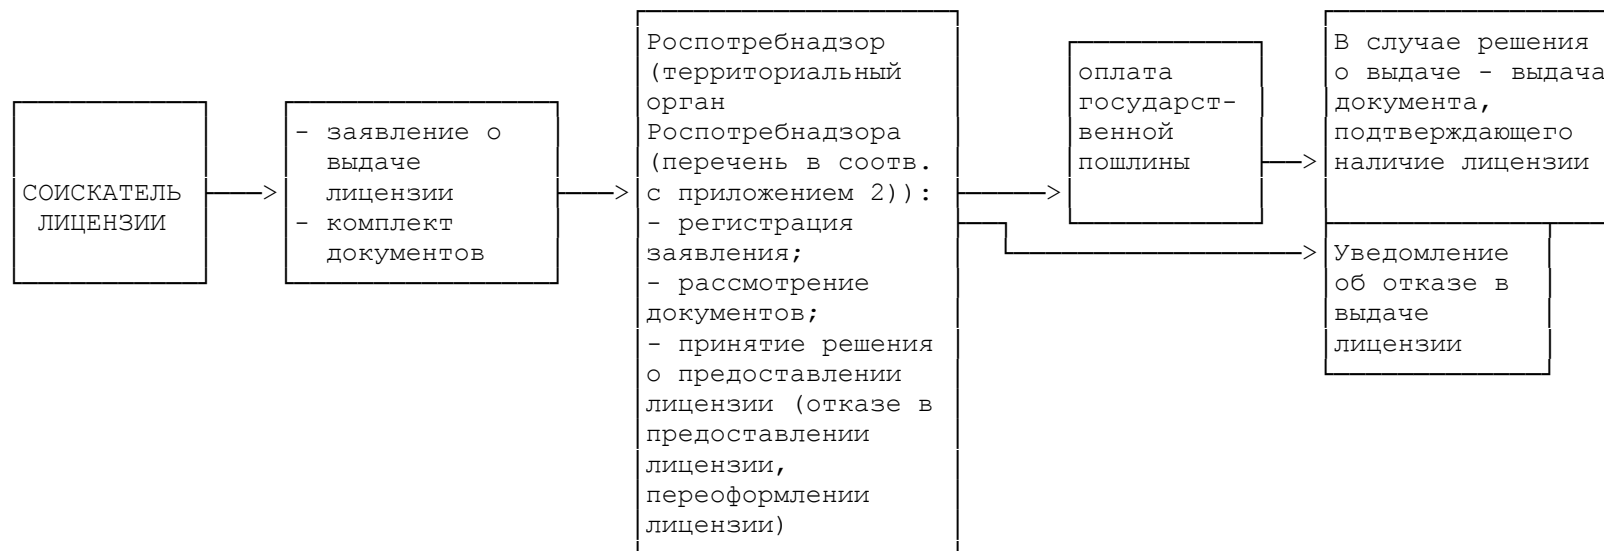 СОИСКАТЕЛЬ
ЛИЦЕНЗИИ
- заявление о
выдаче
лицензии
- комплект
документов
Роспотребнадзор
(территориальный
орган
Роспотребнадзора
(перечень в соотв.
с приложением 2)):
- регистрация
заявления;
- рассмотрение
документов;
- принятие решения
о предоставлении
лицензии (отказе в
предоставлении
лицензии,
переоформлении
лицензии)
оплата
государст-
венной
пошлины
В случае решения
о выдаче - выдача
документа,
подтверждающего
наличие лицензии
Уведомление
об отказе в
выдаче
лицензии